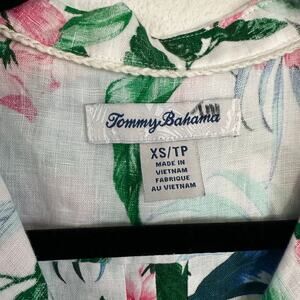 Tommy Bahama
XS/TP
MADE IN
VIETNAM
FABRIQUE
AU VIETNAM